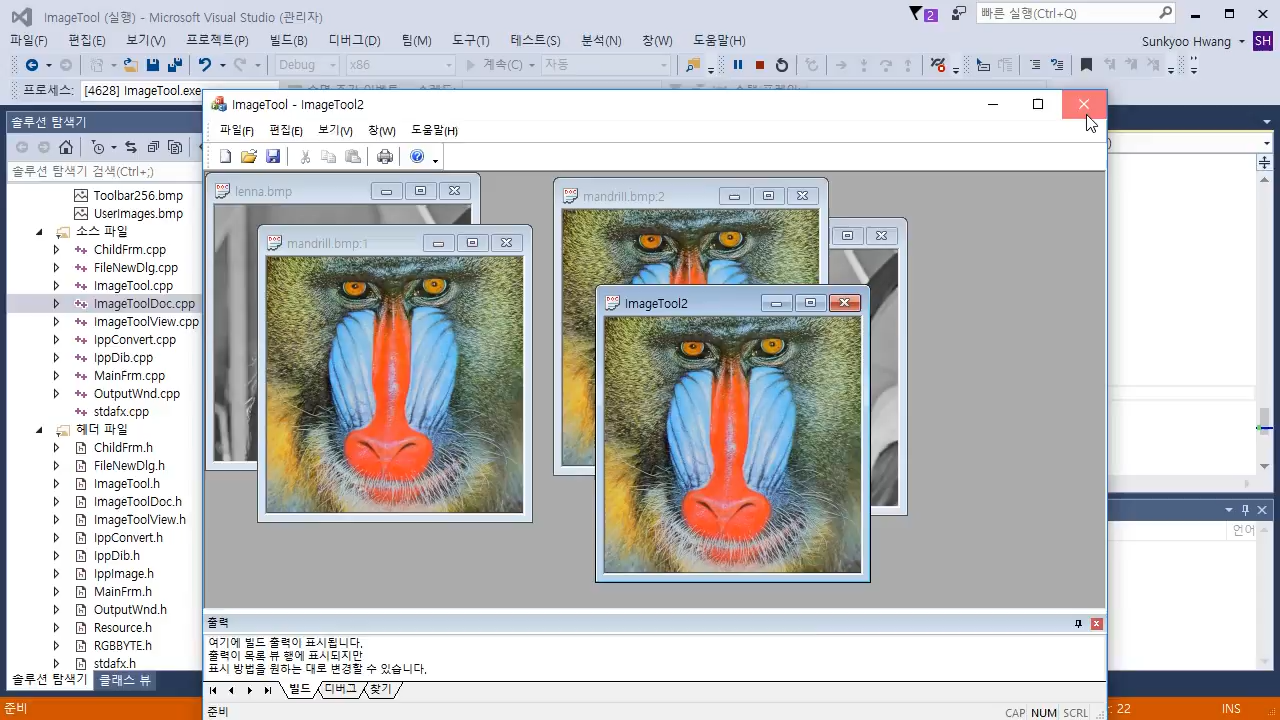 ImageTool (실행) - Microsoft Visual Studio (관리자)
2
빠른 실행(Ctrl+Q)
파일(F) 편집(E) 보기(V) 프로젝트(P) 빌드(B) 디버그(D) 팀(M) 도구(T) 테스트(S) 분석(N) 창(W) 도움말(H)
Sunkyoo Hwang SH
Debug x86 계속(C) 자동
프로세스: [4628] ImageTool.exe
솔루션 탐색기
솔루션 탐색기 검색(Ctrl+;)
Toolbar256.bmp
UserImages.bmp
소스 파일
ChildFrm.cpp
FileNewDlg.cpp
ImageTool.cpp
ImageToolDoc.cpp
ImageToolView.cpp
IppConvert.cpp
IppDib.cpp
MainFrm.cpp
OutputWnd.cpp
stdafx.cpp
헤더 파일
ChildFrm.h
FileNewDlg.h
ImageTool.h
ImageToolDoc.h
ImageToolView.h
IppConvert.h
IppDib.h
IppImage.h
MainFrm.h
OutputWnd.h
Resource.h
RGBBYTE.h
stdafx.h
솔루션 탐색기 클래스 뷰
준비
ImageTool - ImageTool2
파일(F) 편집(E) 보기(V) 창(W) 도움말(H)
lenna.bmp
mandrill.bmp:1
mandrill.bmp:2
ImageTool2
출력
여기에 빌드 출력이 표시됩니다.
출력이 목록 뷰 행에 표시되지만
표시 방법을 원하는 대로 변경할 수 있습니다.
빌드 디버그 찾기
준비
CAP NUM SCRL
언어
: 22 INS